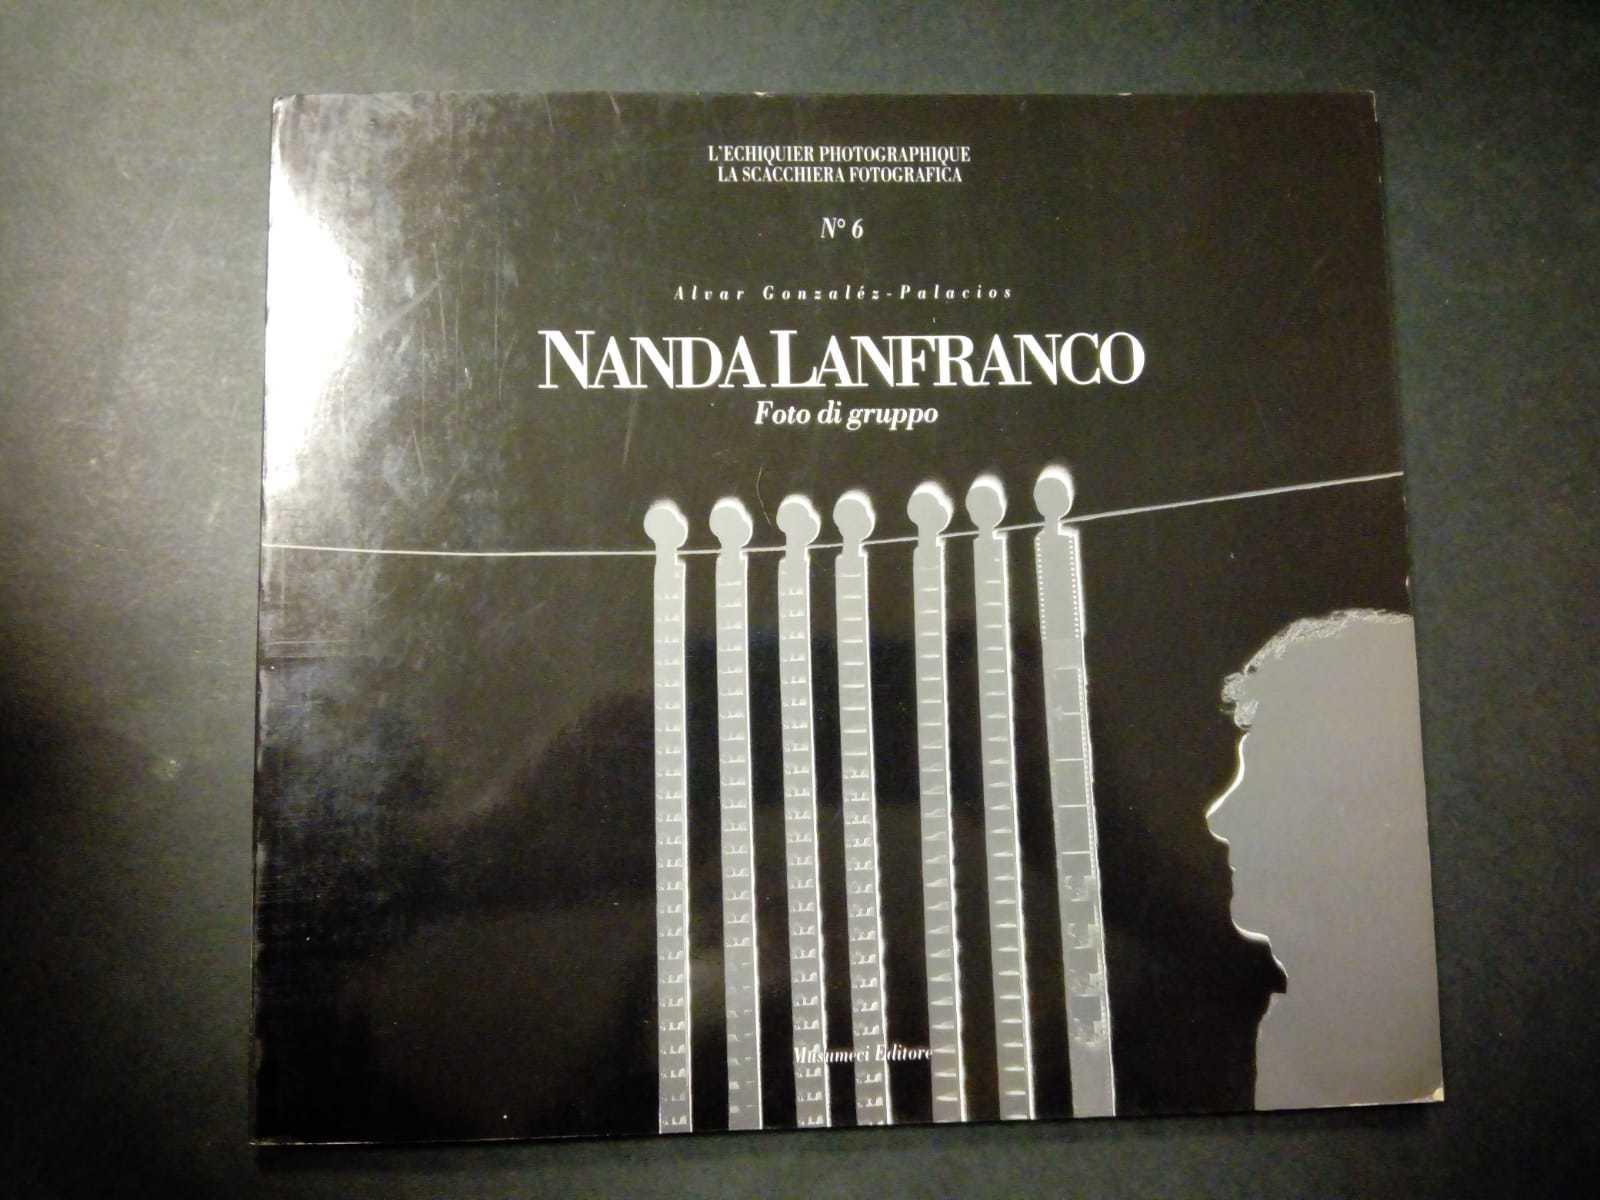 L'ECHIQUIER PHOTOGRAPHIQUE
LA SCACCHIERA FOTOGRAFICA
N° 6
Alvar Gonzaléz-Palacios
NANDA LANFRANCO
Foto di gruppo
Musumeci Editore